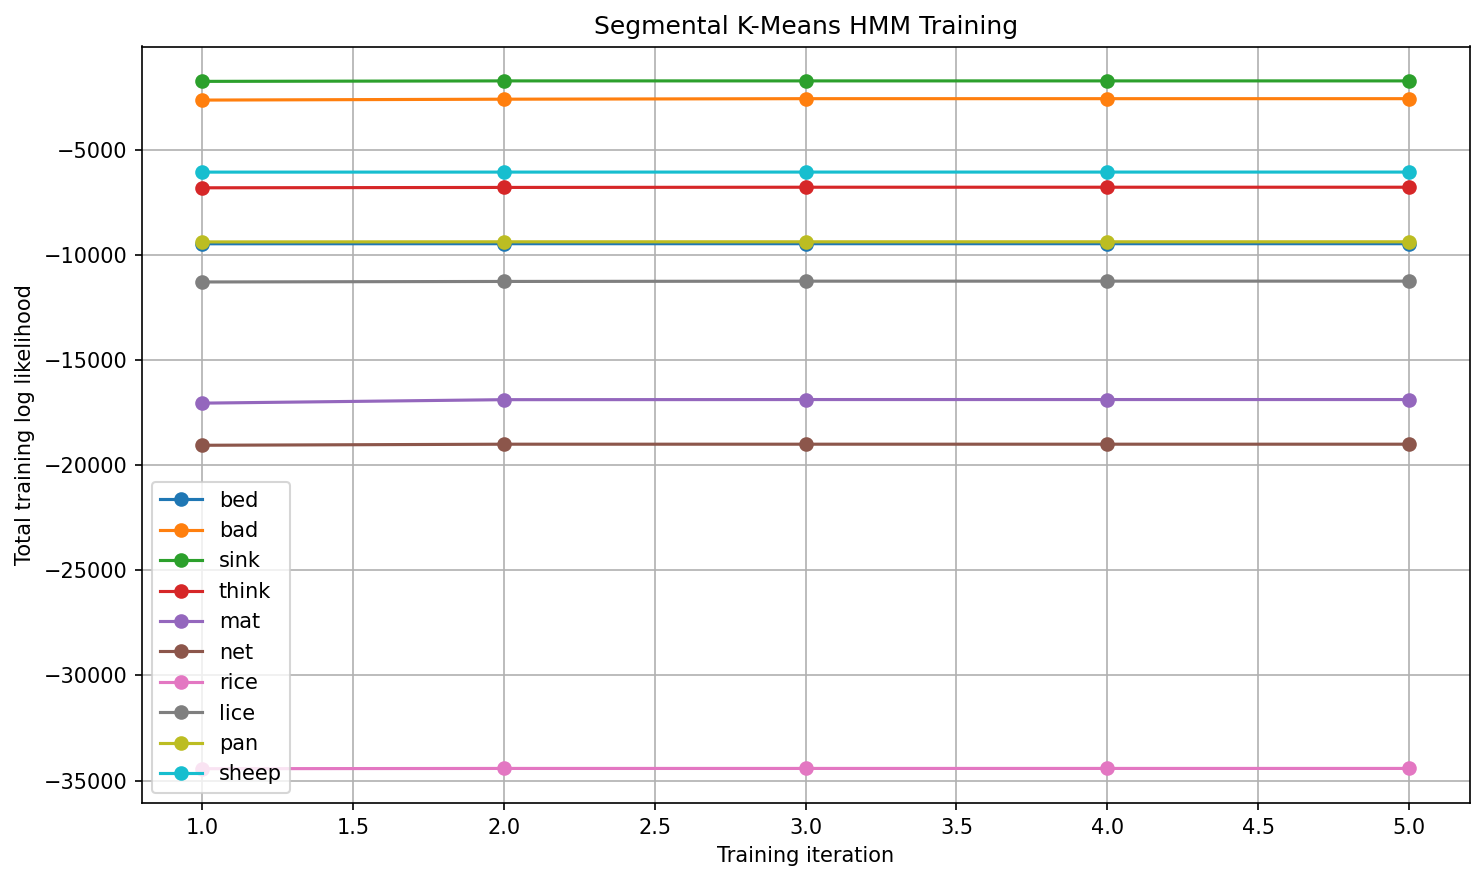 Segmental K-Means HMM Training
Total training log likelihood
−5000
−10000
−15000
−20000
−25000
−30000
−35000
bed
bad
sink
think
mat
net
rice
lice
pan
sheep
1.0 1.5 2.0 2.5 3.0 3.5 4.0 4.5 5.0
Training iteration